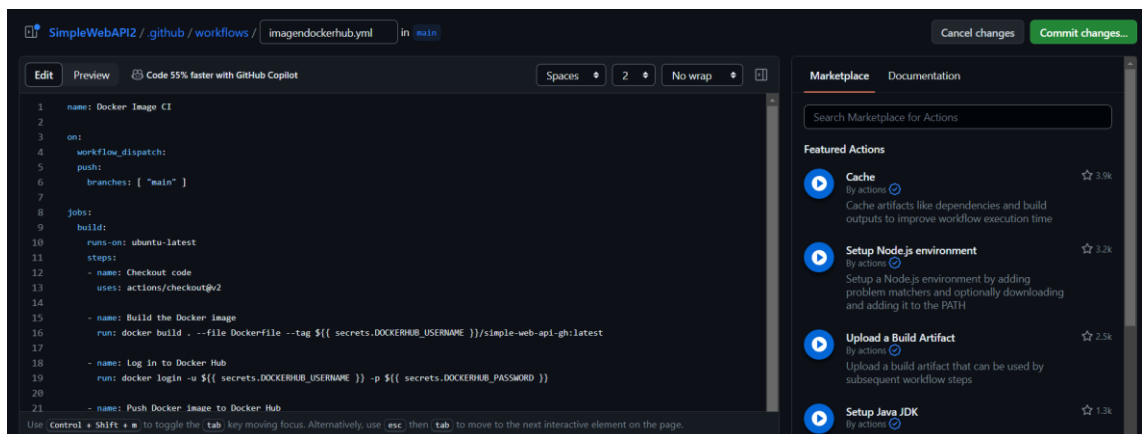 SimpleWebAPI2 / .github / workflows / imagendockerhub.yml in main
Cancel changes Commit changes...
Edit Preview Code 55% faster with GitHub Copilot Spaces 2 No wrap
1 name: Docker Image CI
2
3 on:
4 workflow_dispatch:
5 push:
6 branches: [ "main" ]
7
8 jobs:
9 build:
10 runs-on: ubuntu-latest
11 steps:
12 - name: Checkout code
13 uses: actions/checkout@v2
14
15 - name: Build the Docker image
16 run: docker build . --file Dockerfile --tag ${{ secrets.DOCKERHUB_USERNAME }}/simple-web-api-gh:latest
17
18 - name: Log in to Docker Hub
19 run: docker login -u ${{ secrets.DOCKERHUB_USERNAME }} -p ${{ secrets.DOCKERHUB_PASSWORD }}
20
21 - name: Push Docker image to Docker Hub
Use Control + Shift + m to toggle the tab key moving focus. Alternatively, use esc then tab to move to the next interactive element on the page.
Marketplace Documentation
Search Marketplace for Actions
Featured Actions
Cache 3.9k
By actions
Cache artifacts like dependencies and build
outputs to improve workflow execution time
Setup Node.js environment 3.2k
By actions
Setup a Node.js environment by adding
problem matchers and optionally downloading
and adding it to the PATH
Upload a Build Artifact 2.5k
By actions
Upload a build artifact that can be used by
subsequent workflow steps
Setup Java JDK 1.3k
By actions